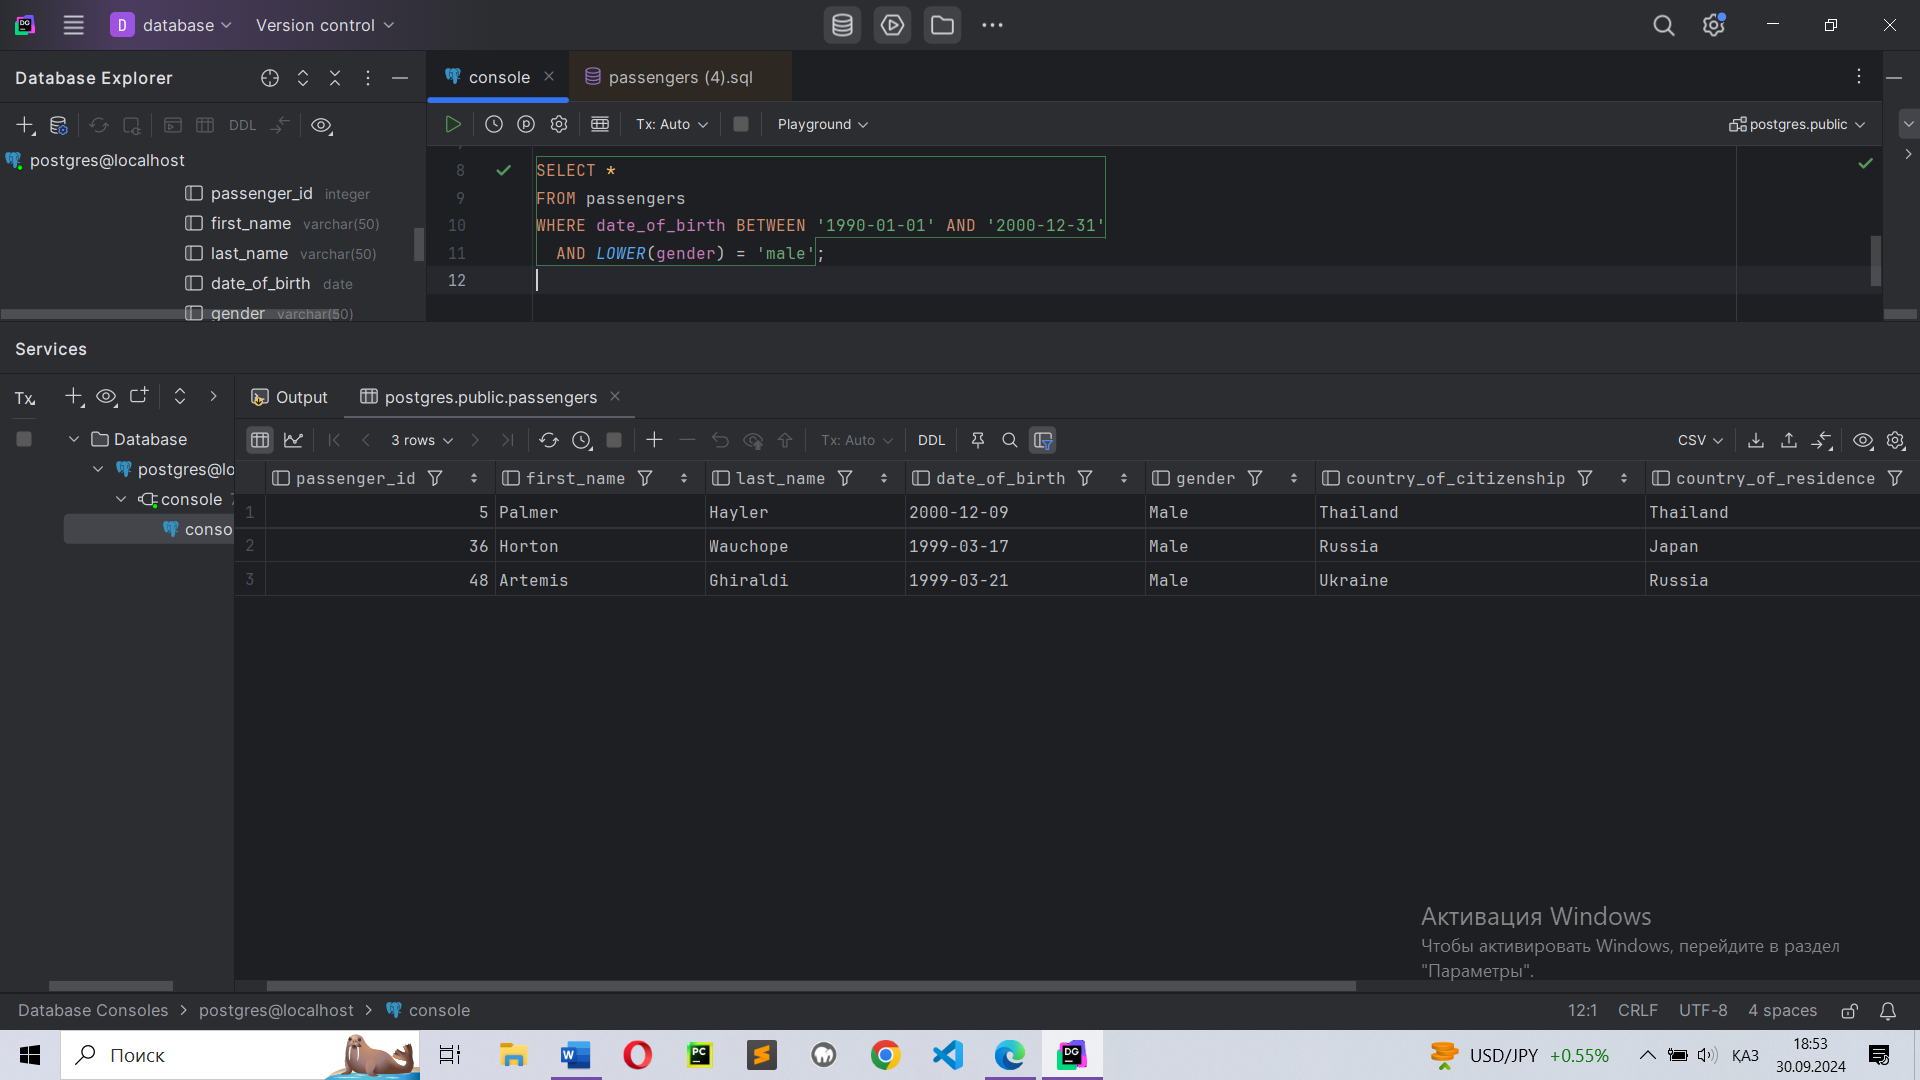 D database Version control
Database Explorer
console
passengers (4).sql
DDL
Tx: Auto
Playground
postgres.public
postgres@localhost
passenger_id integer
first_name varchar(50)
last_name varchar(50)
date_of_birth date
gender varchar(50)
8 SELECT *
9 FROM passengers
10 WHERE date_of_birth BETWEEN '1990-01-01' AND '2000-12-31'
11 AND LOWER(gender) = 'male';
12
Services
Tx
Output
postgres.public.passengers
Database
postgres@lo
console
conso
3 rows
Tx: Auto
DDL
CSV
passenger_id first_name last_name date_of_birth gender country_of_citizenship country_of_residence
1 5 Palmer Hayler 2000-12-09 Male Thailand Thailand
2 36 Horton Wauchope 1999-03-17 Male Russia Japan
3 48 Artemis Ghiraldi 1999-03-21 Male Ukraine Russia
Активация Windows
Чтобы активировать Windows, перейдите в раздел
"Параметры".
Database Consoles > postgres@localhost > console
12:1 CRLF UTF-8 4 spaces
Поиск
USD/JPY +0.55%
ҚАЗ
18:53
30.09.2024